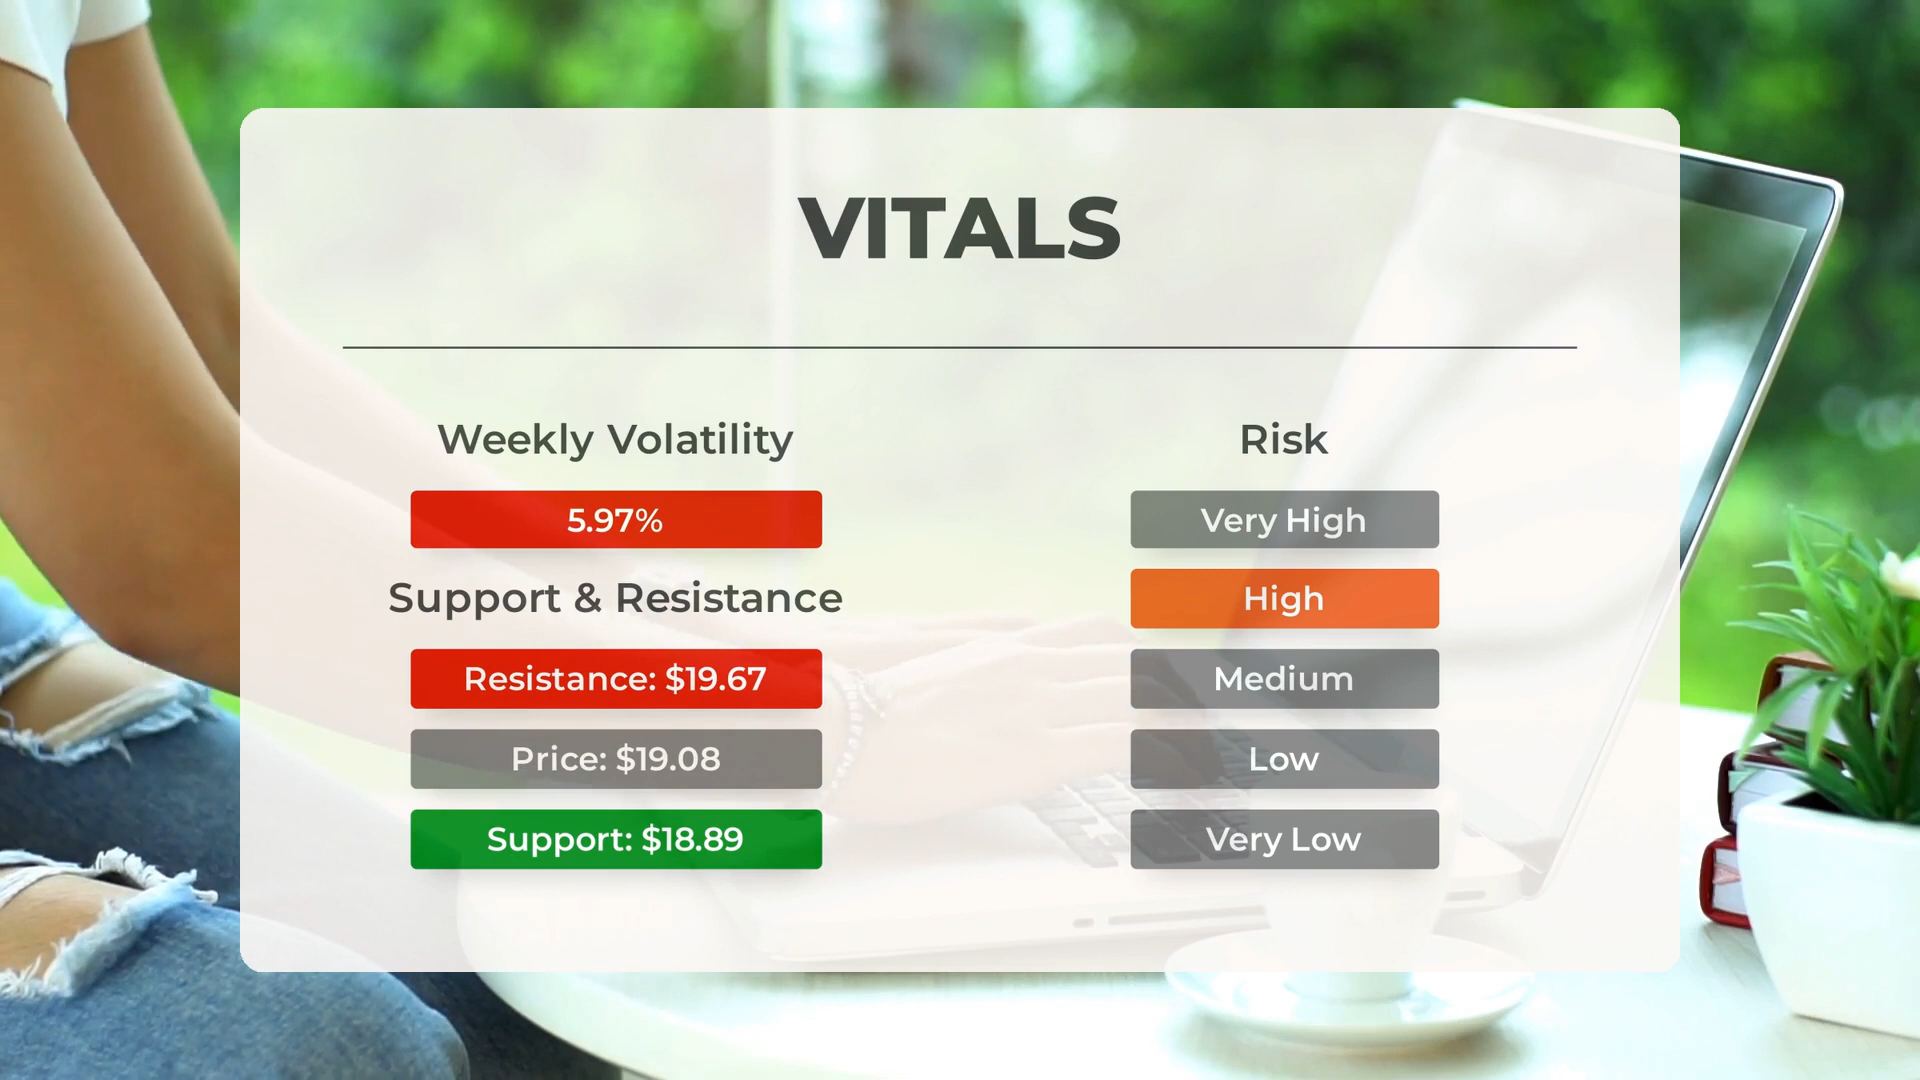 VITALS
Weekly Volatility
5.97%
Support & Resistance
Resistance: $19.67
Price: $19.08
Support: $18.89
Risk
Very High
High
Medium
Low
Very Low